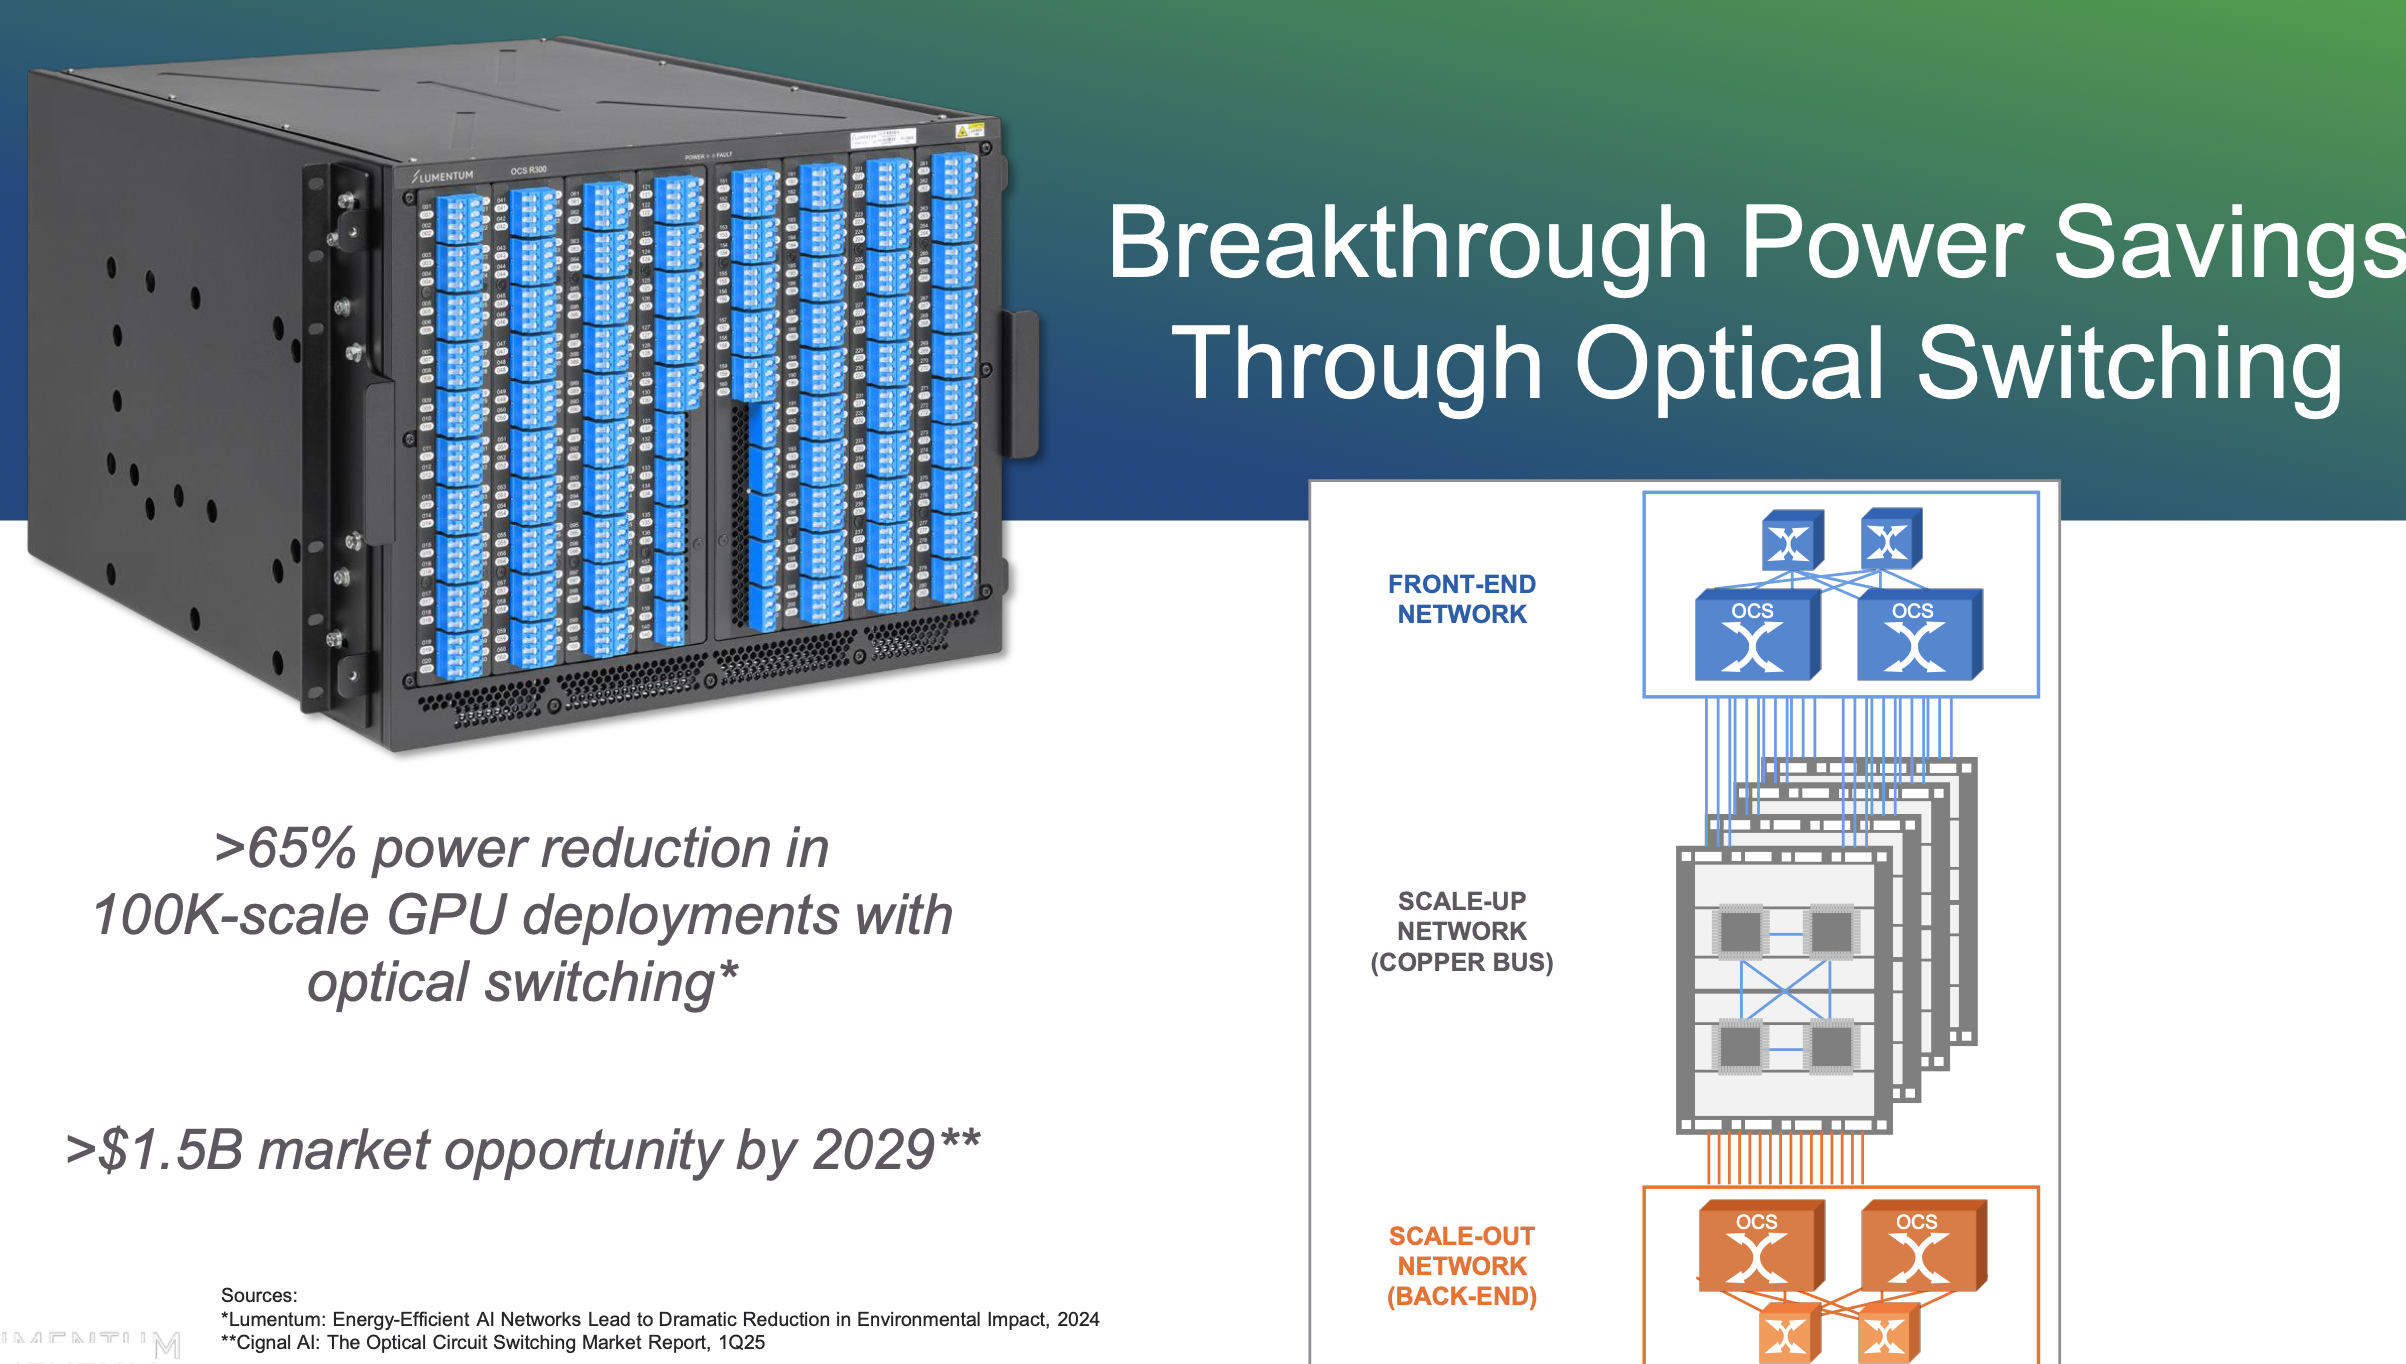 LUMENTUM
OCS R300
POWER
FAULT
Breakthrough Power Savings
Through Optical Switching
>65% power reduction in
100K-scale GPU deployments with
optical switching*
>$1.5B market opportunity by 2029**
Sources:
*Lumentum: Energy-Efficient AI Networks Lead to Dramatic Reduction in Environmental Impact, 2024
**Cignal AI: The Optical Circuit Switching Market Report, 1Q25
FRONT-END
NETWORK
OCS
OCS
SCALE-UP
NETWORK
(COPPER BUS)
SCALE-OUT
NETWORK
(BACK-END)
OCS
OCS